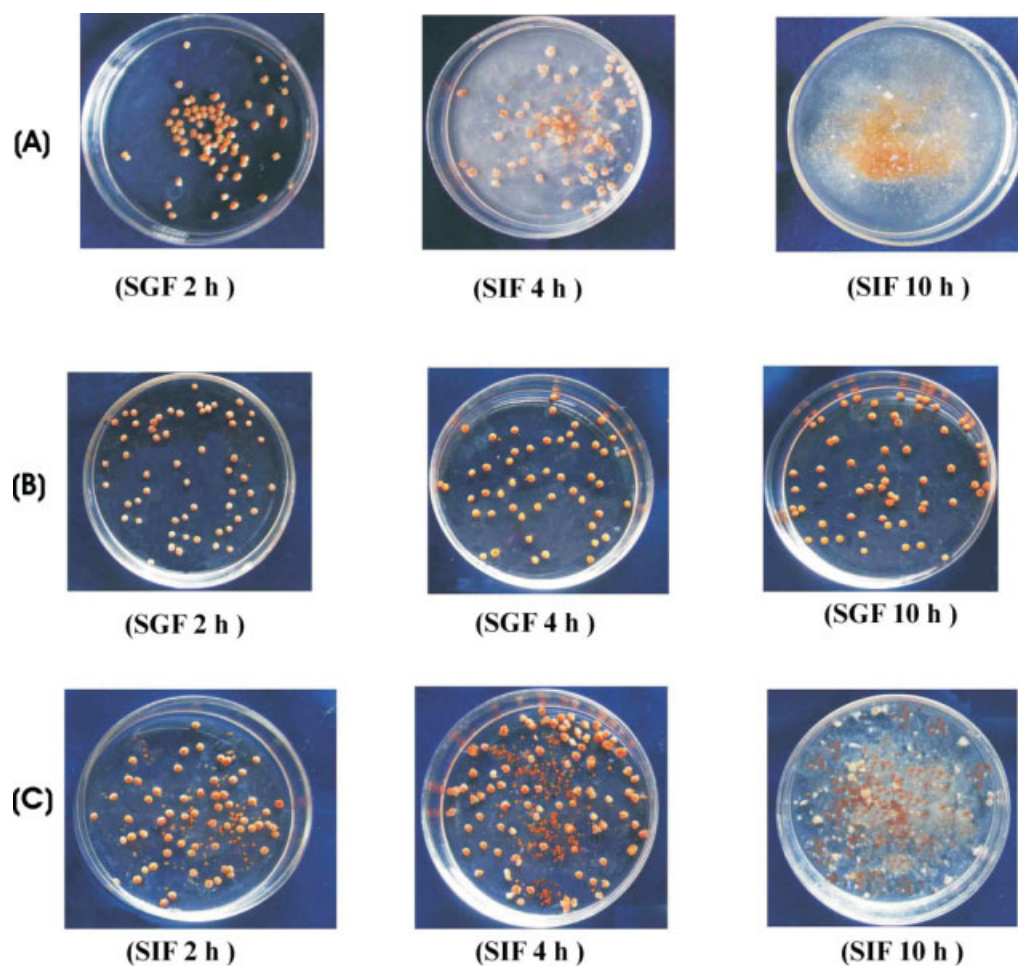 (A)
(SGF 2 h ) (SIF 4 h ) (SIF 10 h )
(B)
(SGF 2 h ) (SGF 4 h ) (SGF 10 h )
(C)
(SIF 2 h ) (SIF 4 h ) (SIF 10 h )